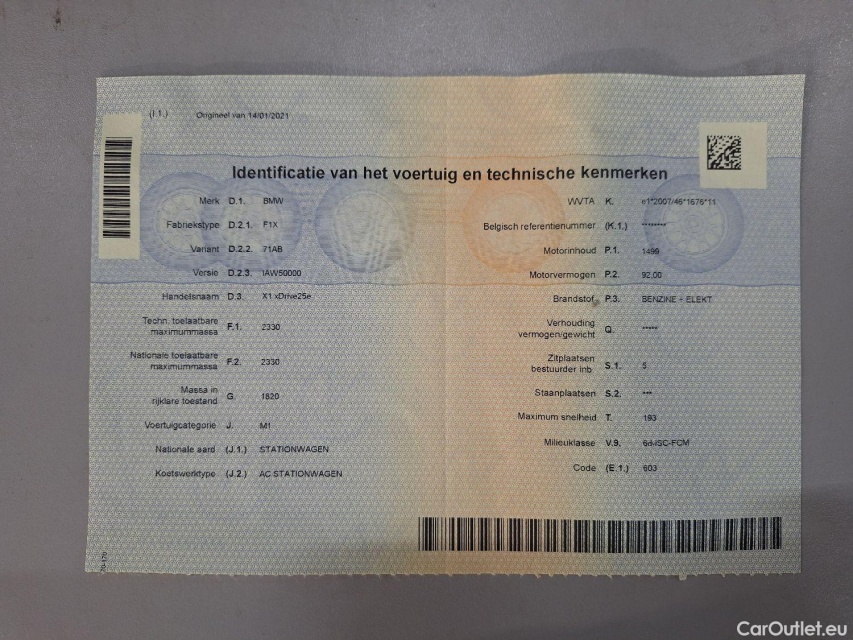 (I.1.) Origineel van 14/01/2021
Identificatie van het voertuig en technische kenmerken
Merk D.1. BMW
Fabriekstype D.2.1. F1X
Variant D.2.2. 71AB
Versie D.2.3. IAW50000
Handelsnaam D.3. X1 xDrive25e
Techn. toelaatbare
maximummassa F.1. 2330
Nationale toelaatbare
maximummassa F.2. 2330
Massa in
rijklare toestand G. 1820
Voertuigcategorie J. M1
Nationale aard (J.1.) STATIONWAGEN
Koetswerktype (J.2.) AC STATIONWAGEN
WVTA K. e1*2007/46*1676*11
Belgisch referentienummer (K.1.) ********
Motorinhoud P.1. 1499
Motorvermogen P.2. 92,00
Brandstof P.3. BENZINE + ELEKT
Verhouding
vermogen/gewicht Q. *****
Zitplaatsen
bestuurder inb. S.1. 5
Staanplaatsen S.2. ***
Maximum snelheid T. 193
Milieuklasse V.9. 6d-ISC-FCM
Code (E.1.) 603
CarOutlet.eu